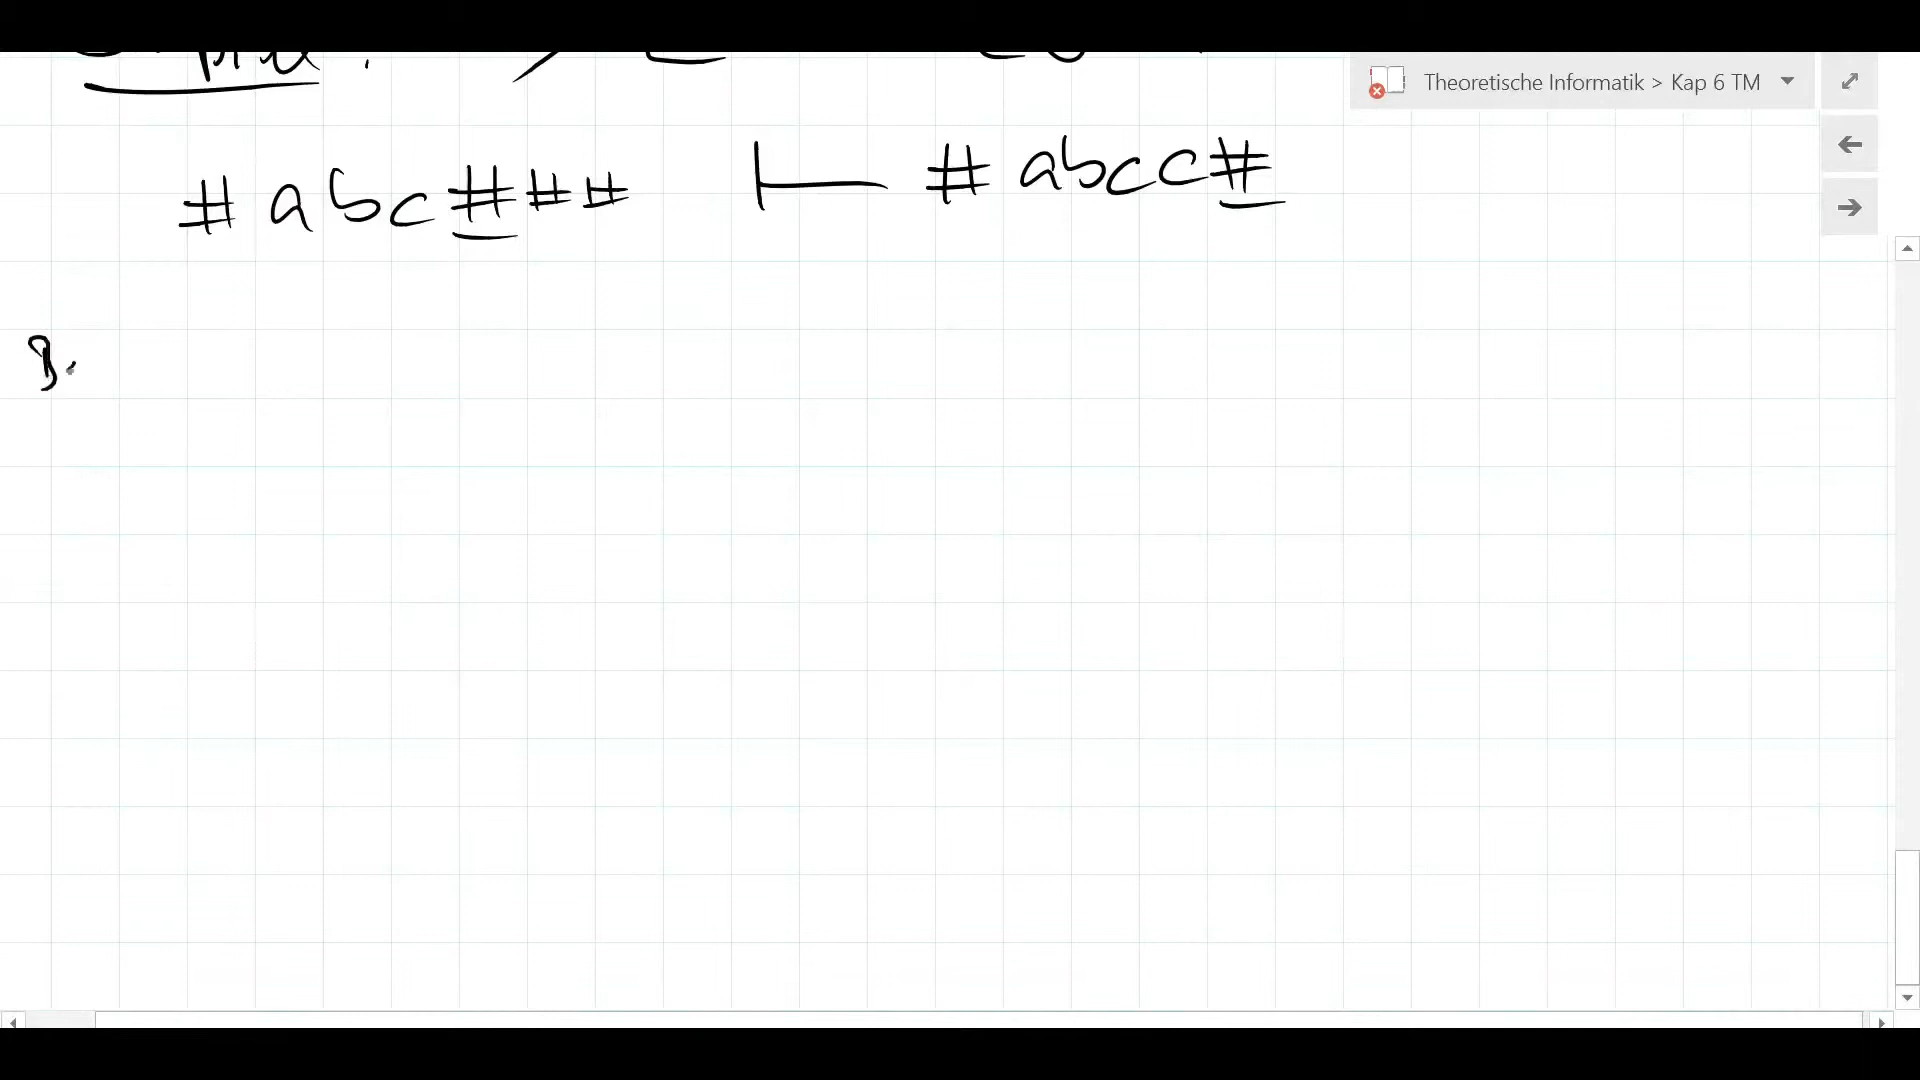 Theoretische Informatik > Kap 6 TM
#abc### ⊢ #abcc#